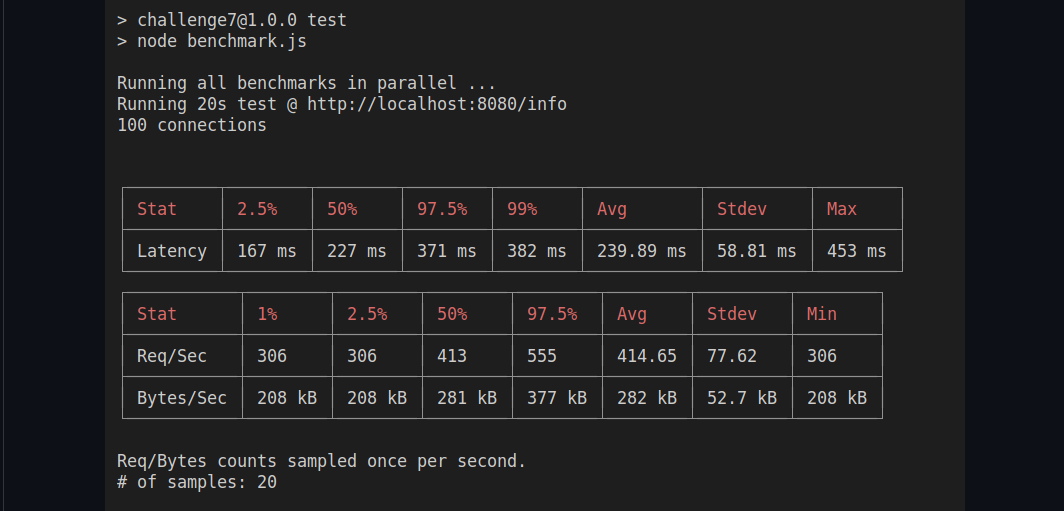 > challenge7@1.0.0 test
> node benchmark.js
Running all benchmarks in parallel ...
Running 20s test @ http://localhost:8080/info
100 connections
Stat 2.5% 50% 97.5% 99% Avg Stdev Max
Latency 167 ms 227 ms 371 ms 382 ms 239.89 ms 58.81 ms 453 ms
Stat 1% 2.5% 50% 97.5% Avg Stdev Min
Req/Sec 306 306 413 555 414.65 77.62 306
Bytes/Sec 208 kB 208 kB 281 kB 377 kB 282 kB 52.7 kB 208 kB
Req/Bytes counts sampled once per second.
# of samples: 20